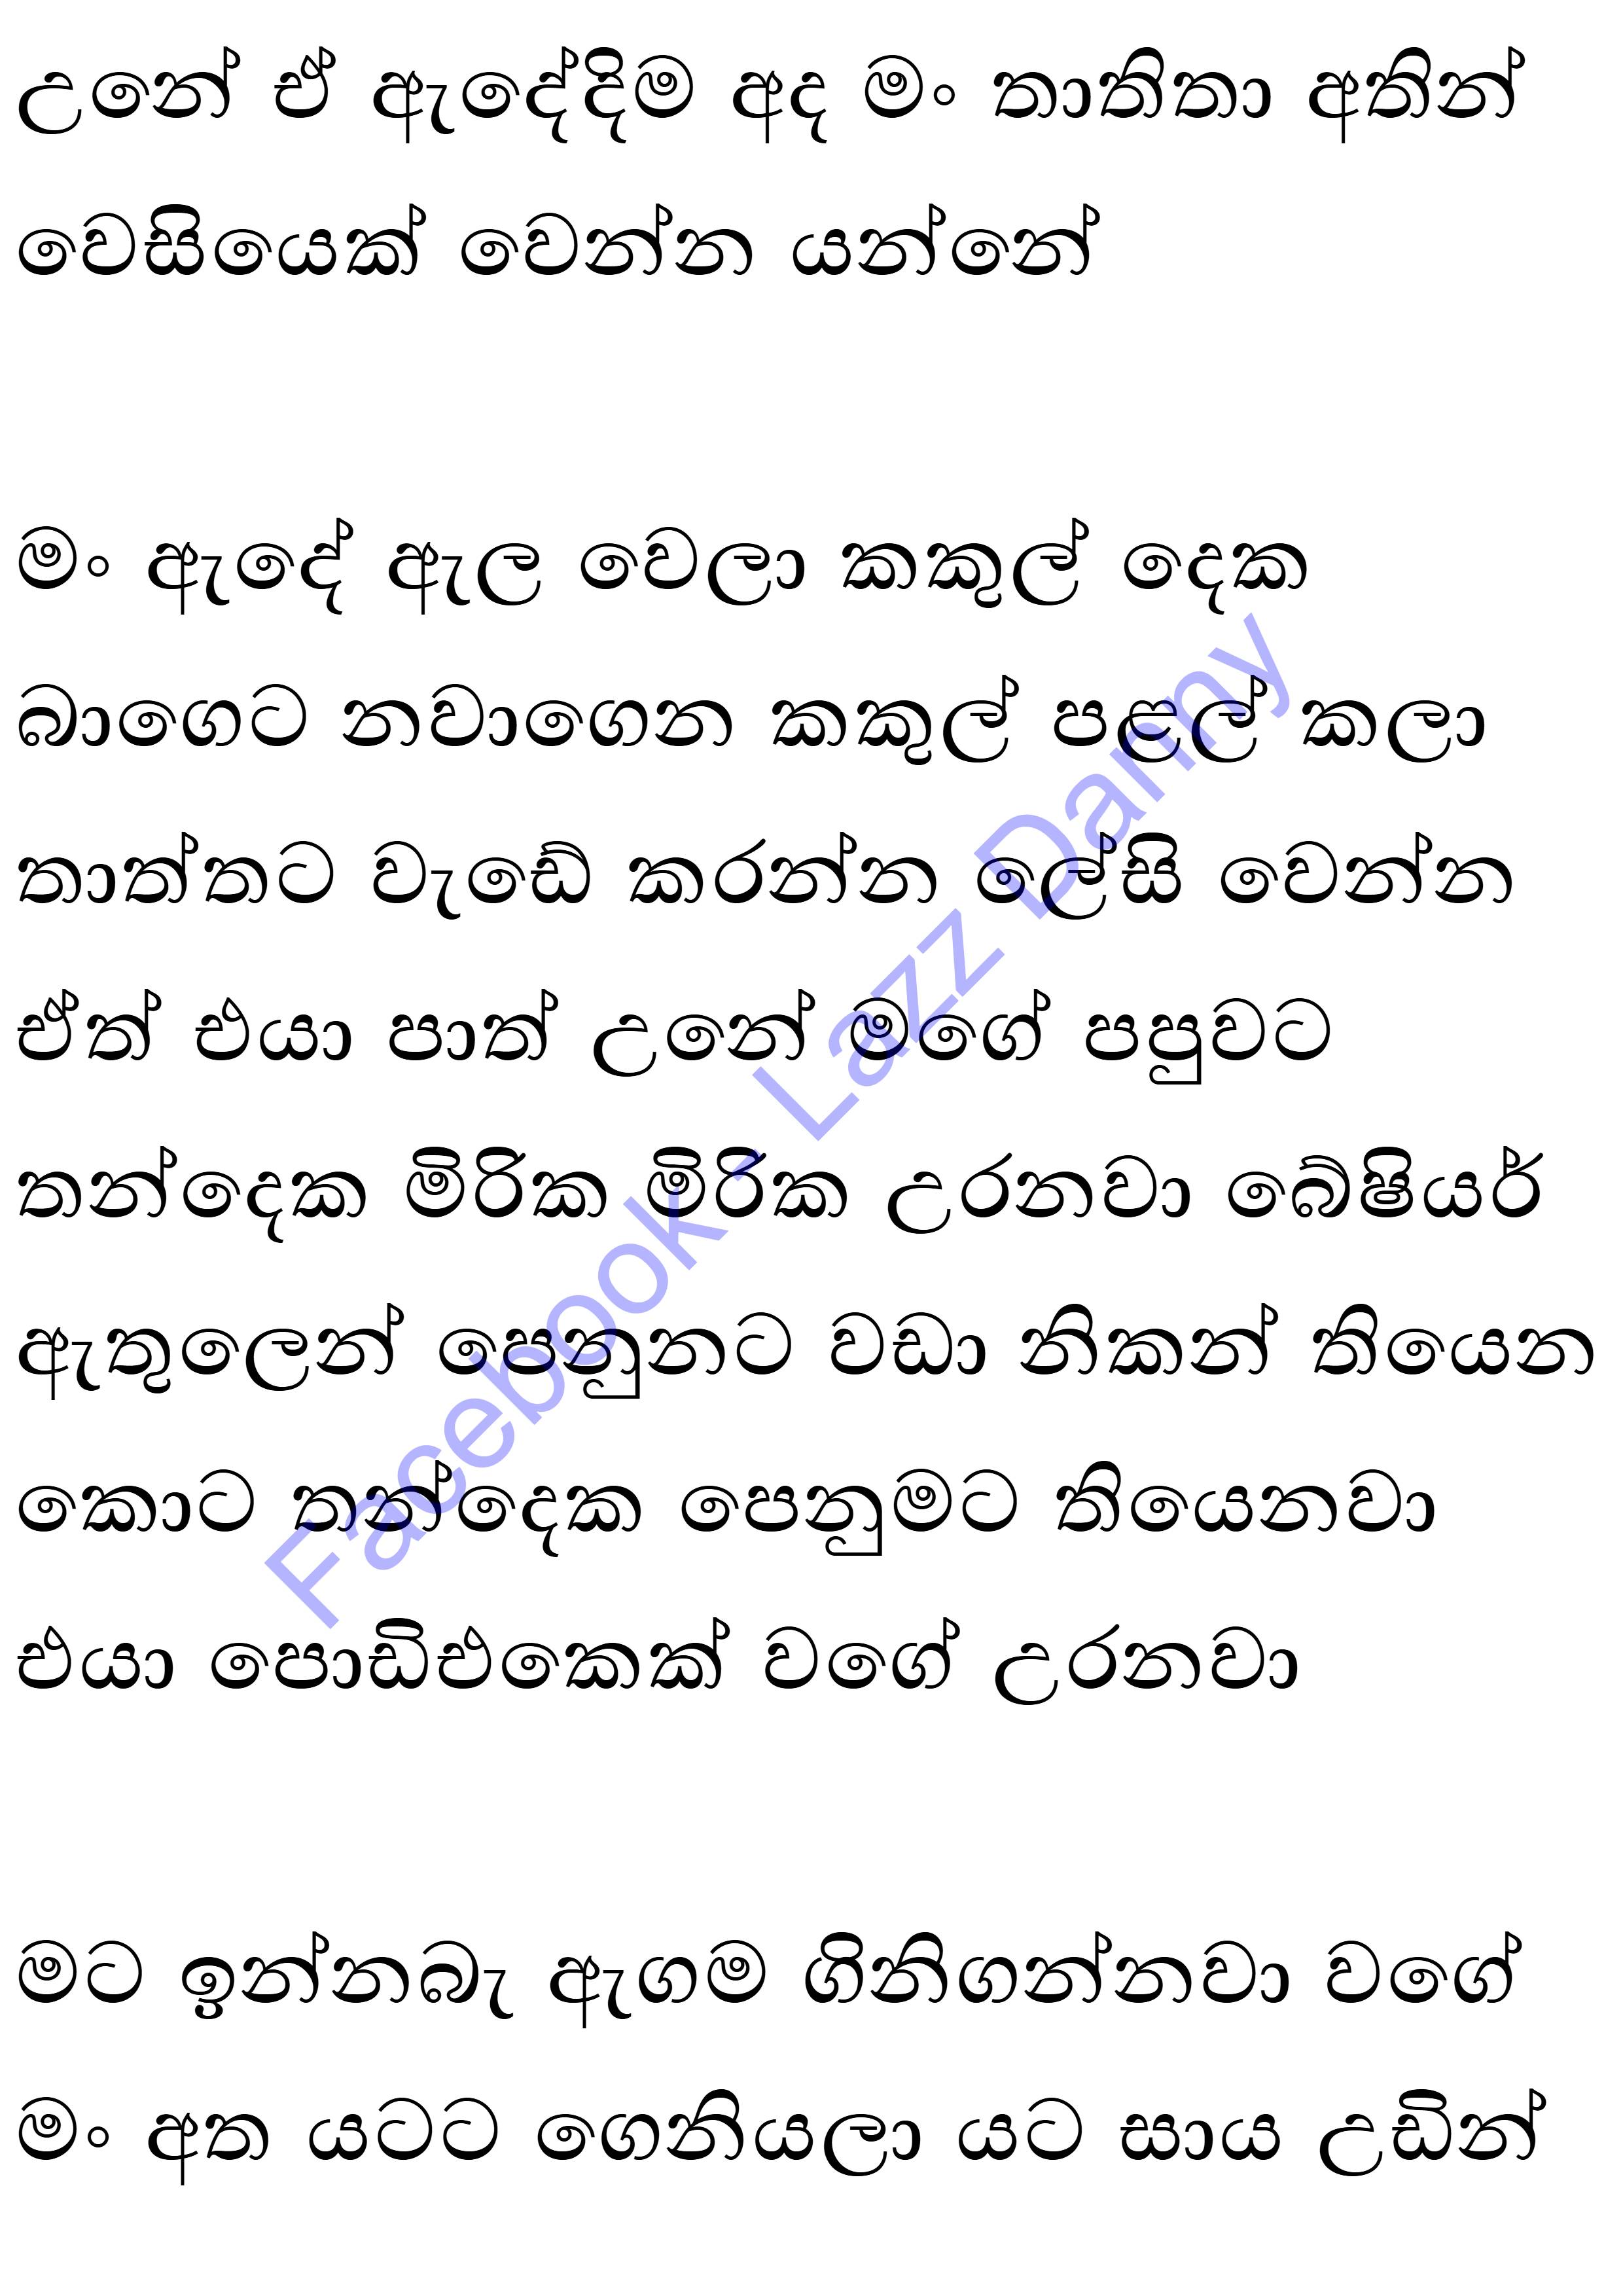 උනේ ඒ ඇදේදිම අද මං තාතිතා අතින්
වෙසියෙක් වෙන්න යන්නේ
මං ඇදේ ඇල වෙලා කකුල් දෙක
බාගෙට නවාගෙන කකුල් පළල් කලා
තාත්තට වැඩේ කරන්න ලේසි වෙන්න
ඒත් එයා පාත් උනේ මගේ පපුවට
තන්දෙක මිරික මිරික උරනවා බ්‍රේෂියර්
ඇතුලෙන් පෙනුනට වඩා නිකන් තියෙන
කොට තන්දෙක පෙනුමට තියෙනවා
එයා පොඩිඑකෙක් වගේ උරනවා
මට ඉන්නබැ ඇගම ගිනිගන්නවා වගේ
මං අත යටට ගෙනියලා යට සාය උඩින්
Facebook - Lazz Danny